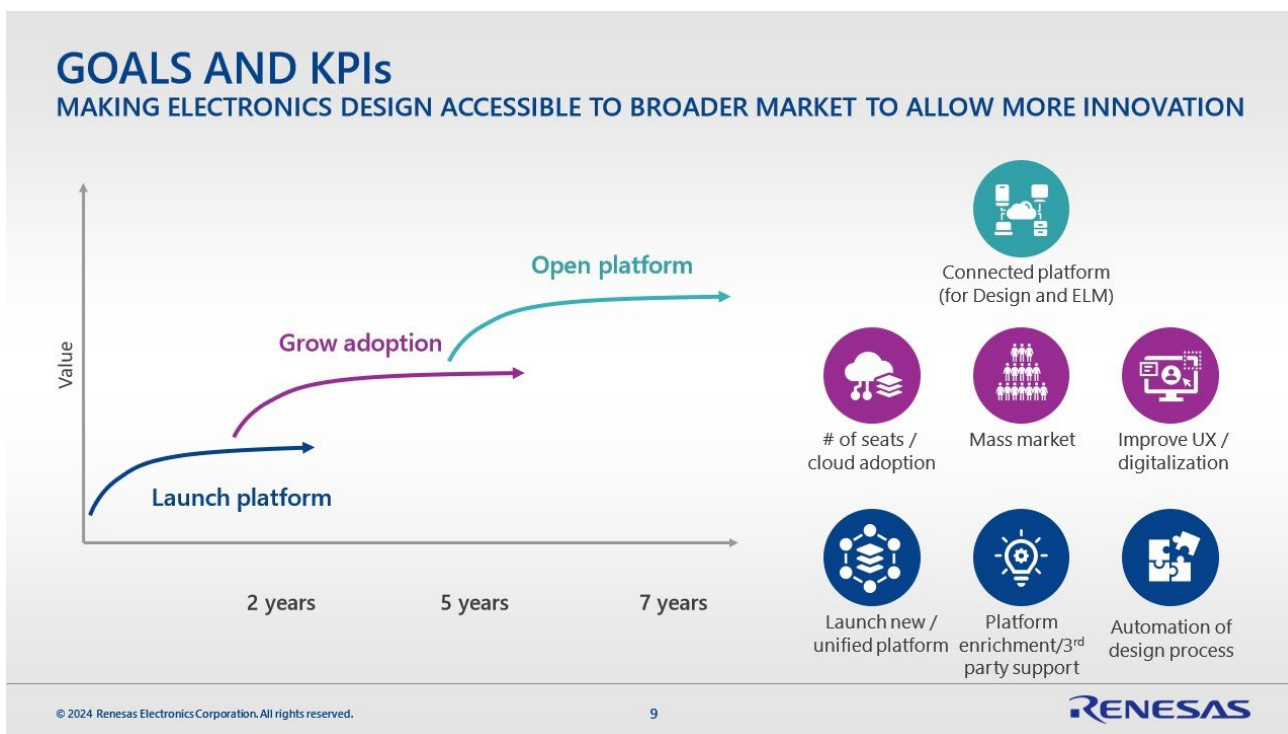 GOALS AND KPIs
MAKING ELECTRONICS DESIGN ACCESSIBLE TO BROADER MARKET TO ALLOW MORE INNOVATION
Value
Open platform
Grow adoption
Launch platform
2 years
5 years
7 years
Connected platform
(for Design and ELM)
# of seats /
cloud adoption
Mass market
Improve UX /
digitalization
Launch new /
unified platform
Platform
enrichment/3rd
party support
Automation of
design process
© 2024 Renesas Electronics Corporation. All rights reserved.
9
RENESAS